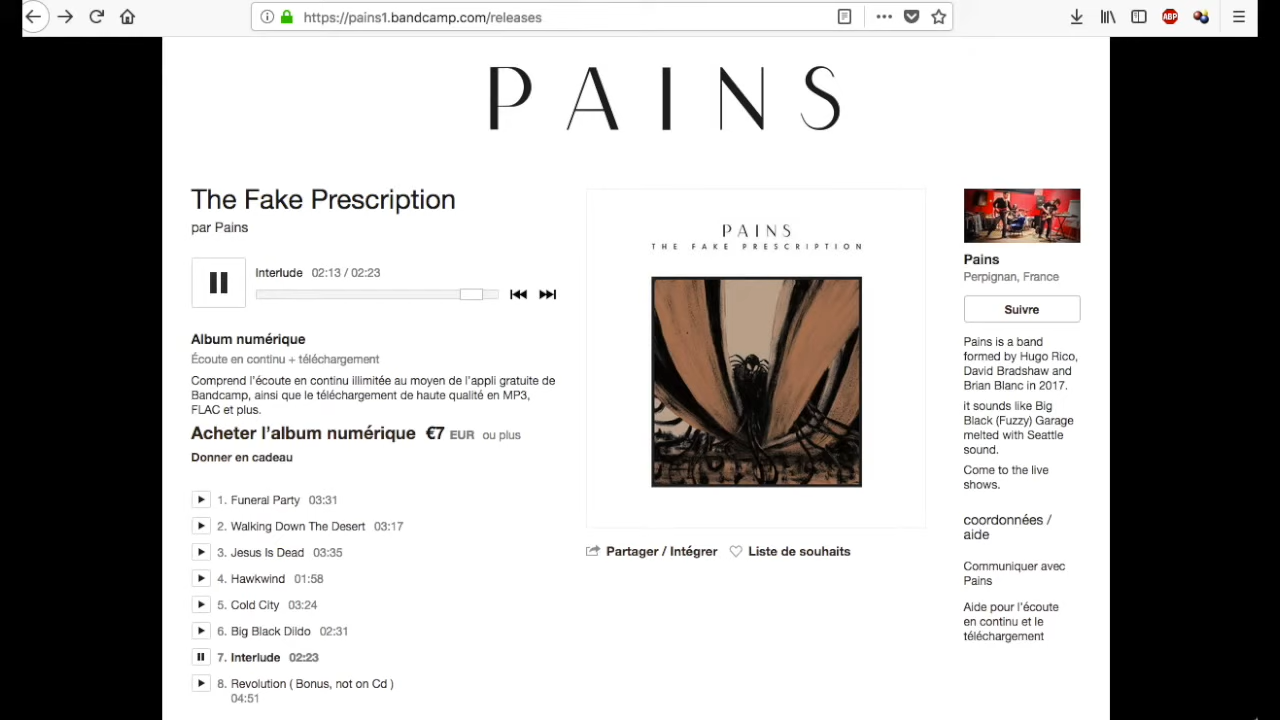 https://pains1.bandcamp.com/releases
ABP
PAINS
The Fake Prescription
par Pains
Interlude 02:13 / 02:23
Album numérique
Écoute en continu + téléchargement
Comprend l'écoute en continu illimitée au moyen de l'appli gratuite de
Bandcamp, ainsi que le téléchargement de haute qualité en MP3,
FLAC et plus.
Acheter l'album numérique €7 EUR ou plus
Donner en cadeau
1. Funeral Party 03:31
2. Walking Down The Desert 03:17
3. Jesus Is Dead 03:35
4. Hawkwind 01:58
5. Cold City 03:24
6. Big Black Dildo 02:31
7. Interlude 02:23
8. Revolution ( Bonus, not on Cd )
04:51
PAINS
THE FAKE PRESCRIPTION
Partager / Intégrer Liste de souhaits
Pains
Perpignan, France
Suivre
Pains is a band
formed by Hugo Rico,
David Bradshaw and
Brian Blanc in 2017.
it sounds like Big
Black (Fuzzy) Garage
melted with Seattle
sound.
Come to the live
shows.
coordonnées /
aide
Communiquer avec
Pains
Aide pour l'écoute
en continu et le
téléchargement